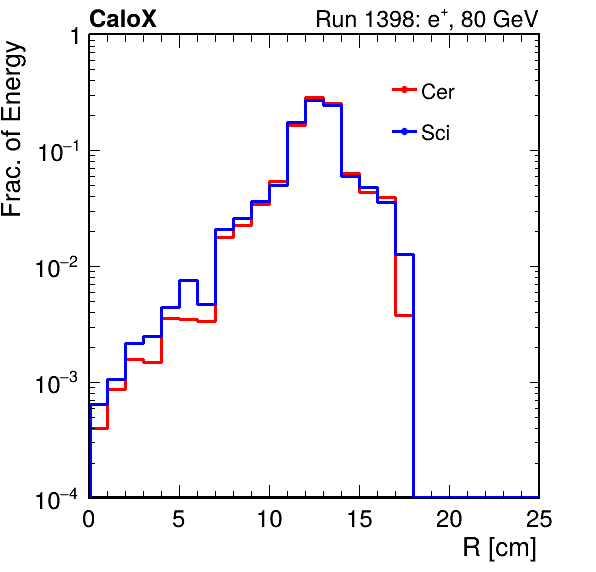 CaloX Run 1398: e⁺, 80 GeV
Frac. of Energy
1
10⁻¹
10⁻²
10⁻³
10⁻⁴
Cer
Sci
0 5 10 15 20 25
R [cm]